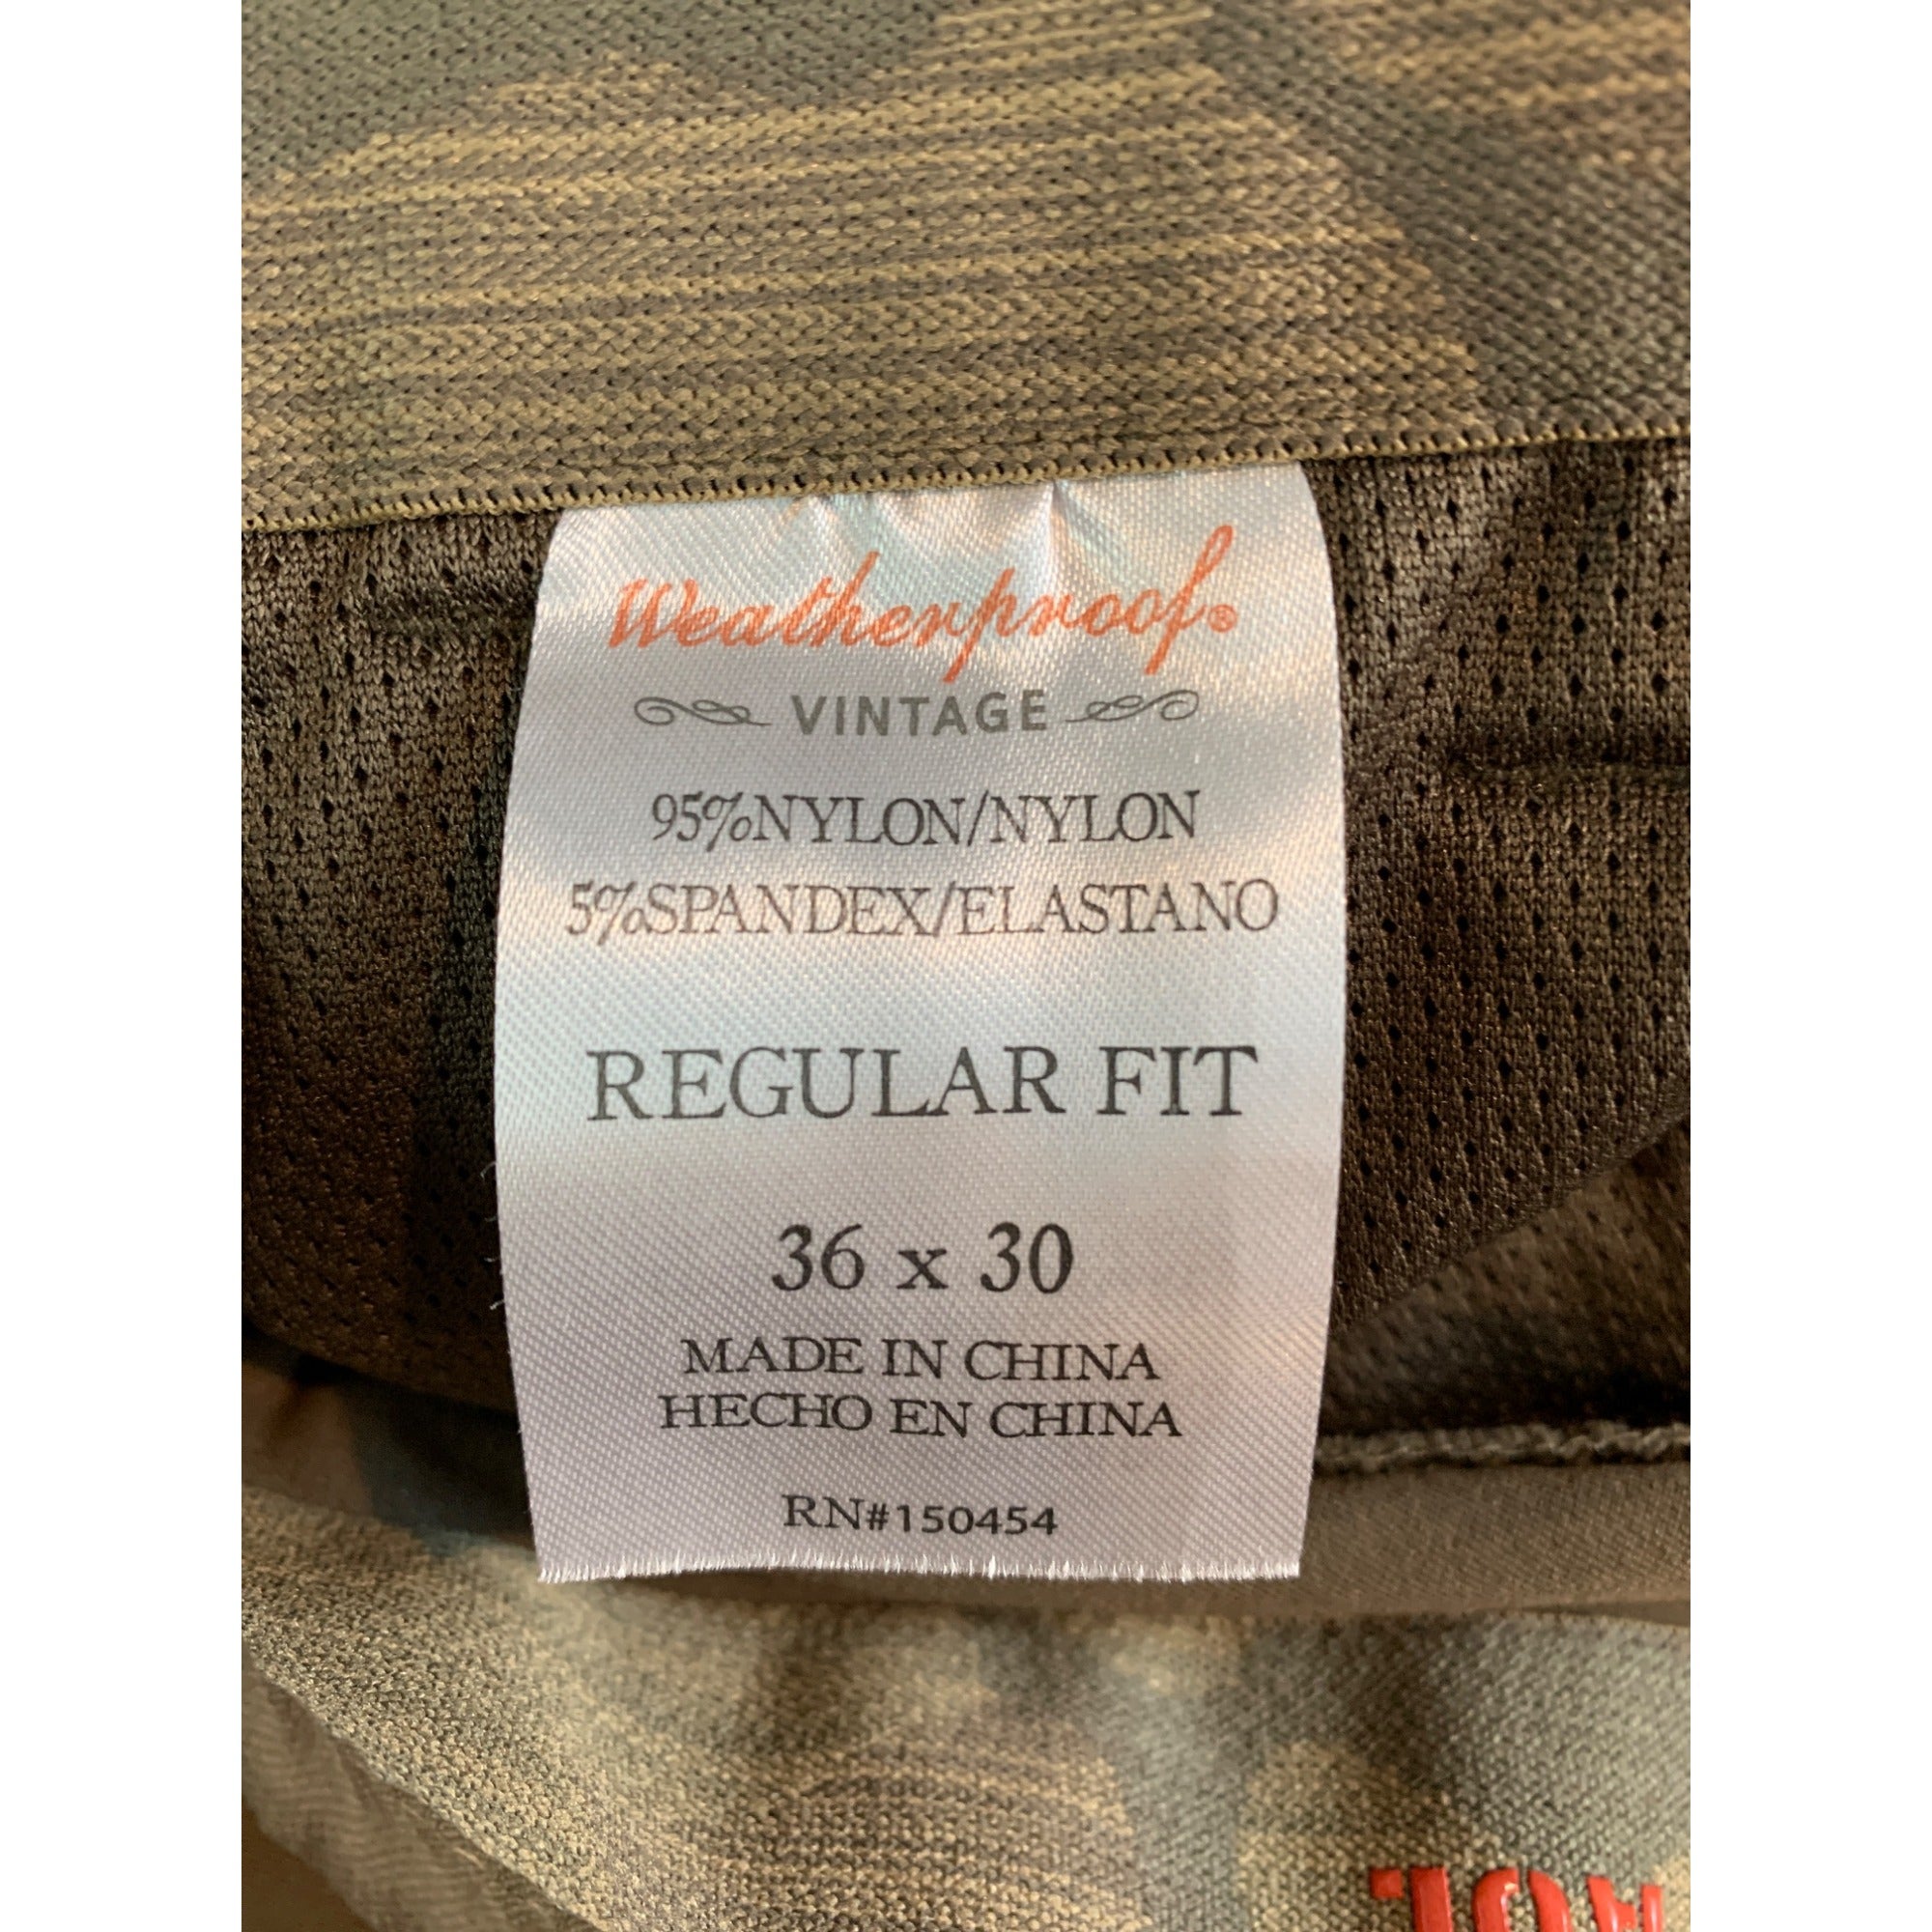 Weatherproof®
VINTAGE
95%NYLON/NYLON
5%SPANDEX/ELASTANO
REGULAR FIT
36 x 30
MADE IN CHINA
HECHO EN CHINA
RN#150454